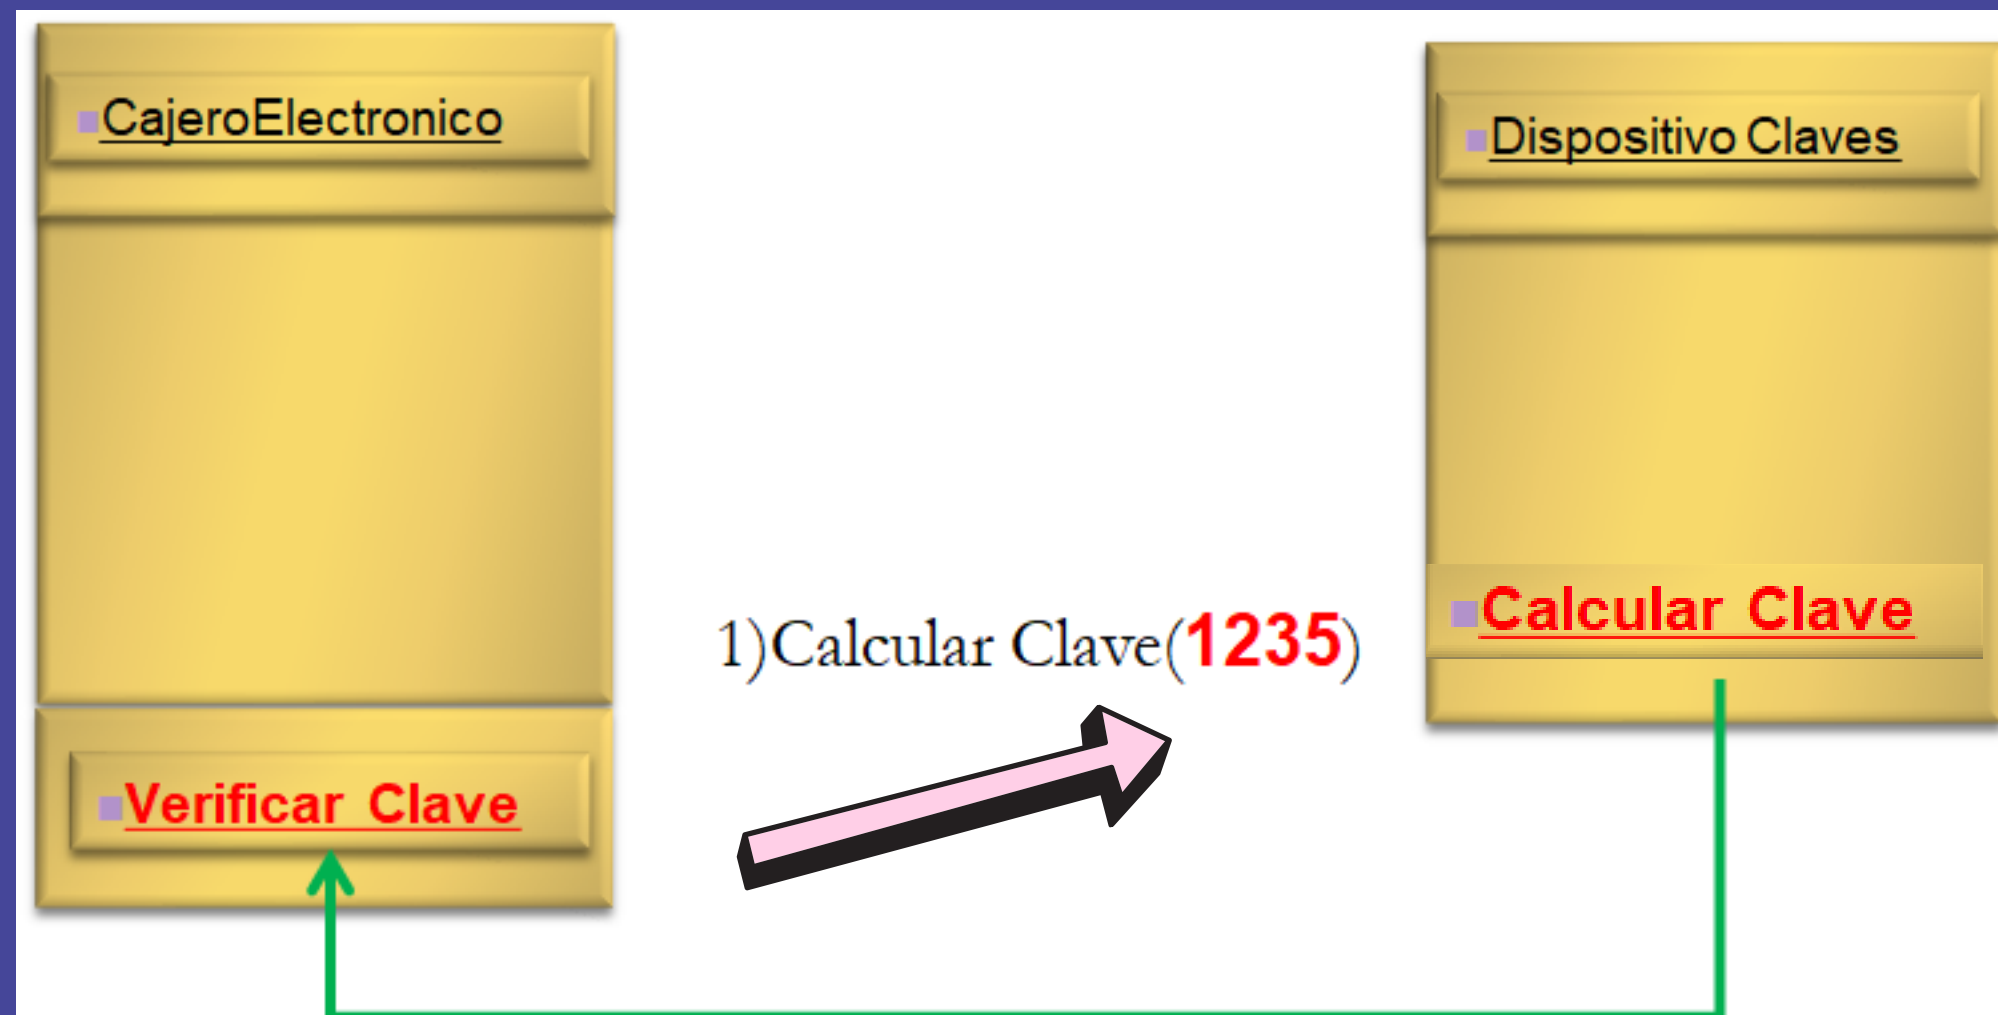 CajeroElectronico
Dispositivo Claves
1)Calcular Clave(1235)
Calcular Clave
Verificar Clave